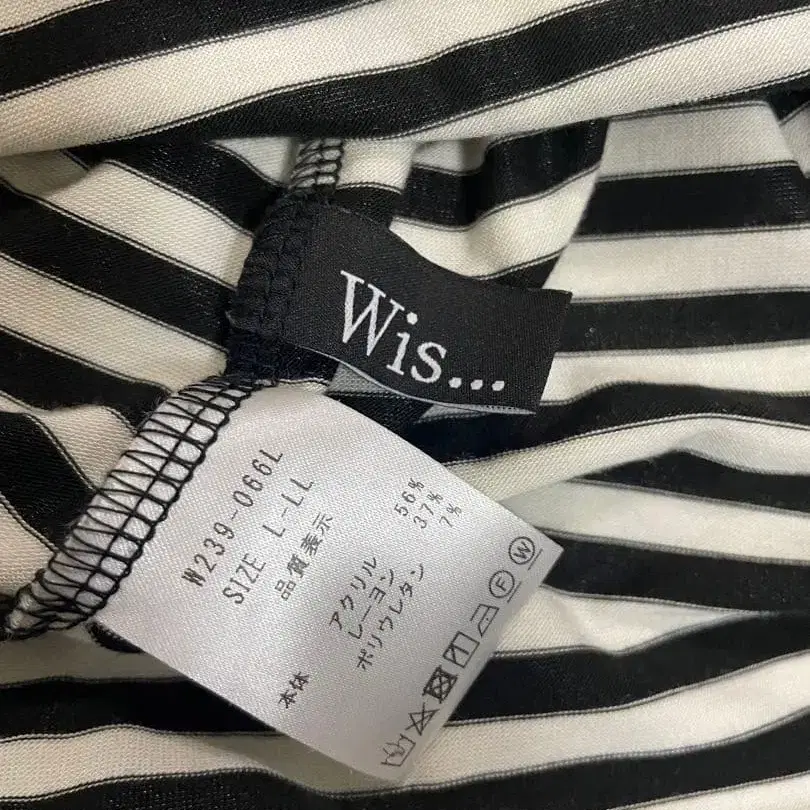 Wis...
W239-066L
SIZE L-LL
品質表示
本体 アクリル 56%
レーヨン 37%
ポリウレタン 7%
F W